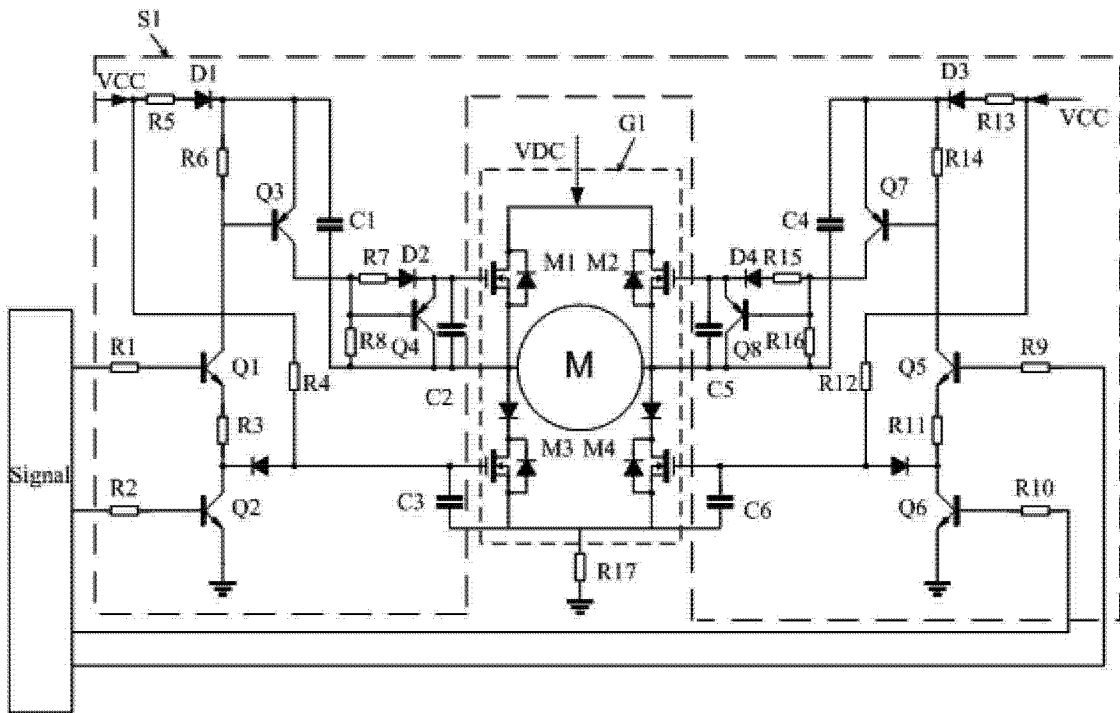 S1
VCC
D1
D3
R5
R13
VCC
G1
VDC
R6
R14
Q3
Q7
C1
C4
R7
D2
M1
M2
D4
R15
R8
Q4
Q8
R16
R1
Q1
R4
C2
M
C5
R12
Q5
R9
R3
R11
M3
M4
Signal
R2
Q2
C3
C6
Q6
R10
R17